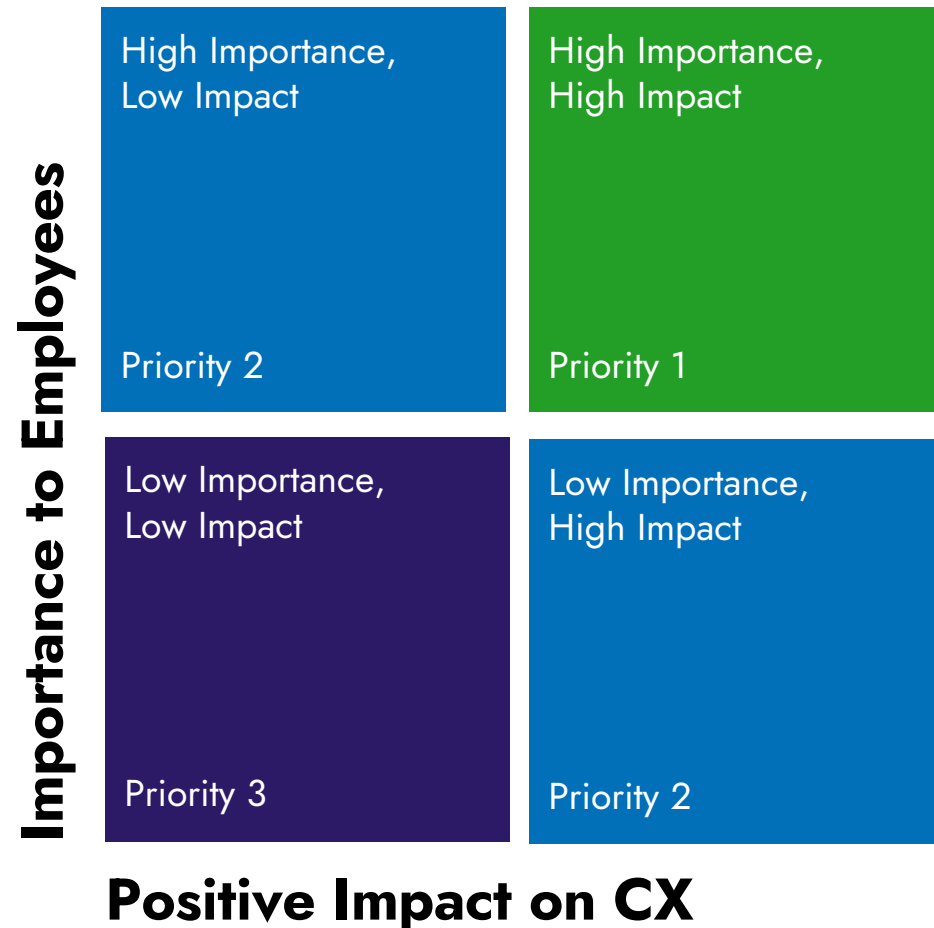 Importance to Employees
High Importance,
Low Impact
Priority 2
High Importance,
High Impact
Priority 1
Low Importance,
Low Impact
Priority 3
Low Importance,
High Impact
Priority 2
Positive Impact on CX